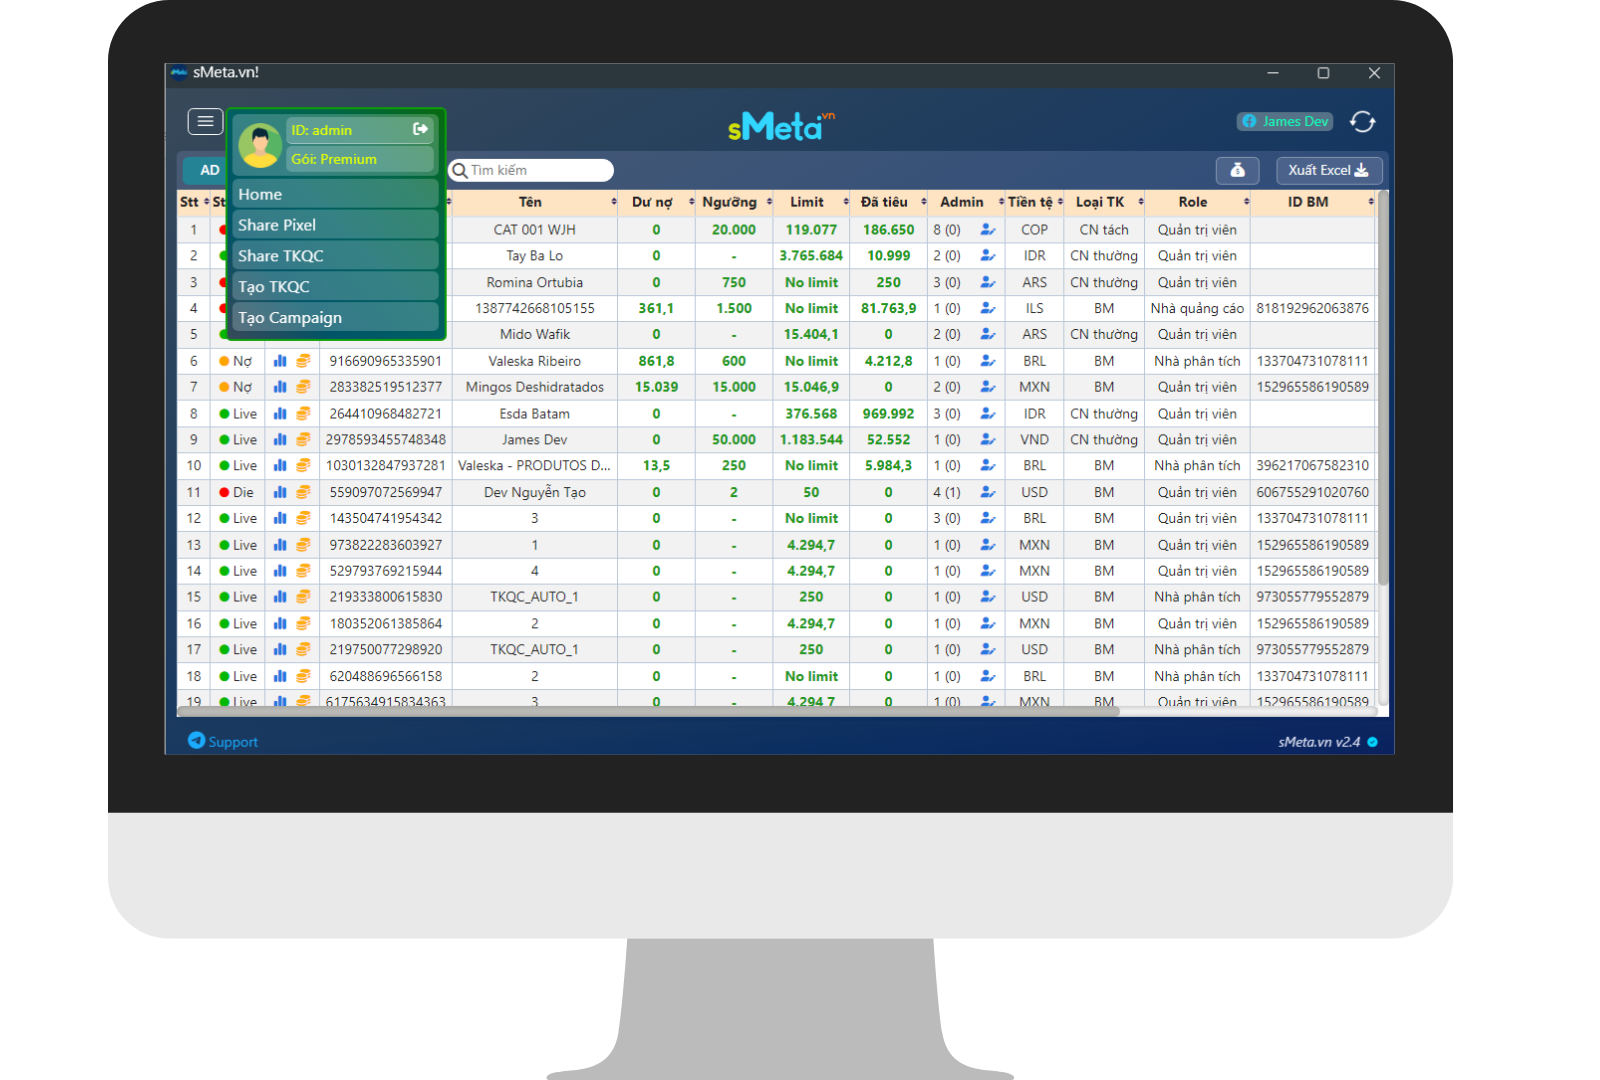 sMeta.vn!
ID: admin
Gói: Premium
sMeta vn
James Dev
AD
Tìm kiếm
Xuất Excel
Home
Share Pixel
Share TKQC
Tạo TKQC
Tạo Campaign
Stt St Tên Dư nợ Ngưỡng Limit Đã tiêu Admin Tiền tệ Loại TK Role ID BM
1 CAT 001 WJH 0 20.000 119.077 186.650 8 (0) COP CN tách Quản trị viên
2 Tay Ba Lo 0 - 3.765.684 10.999 2 (0) IDR CN thường Quản trị viên
3 Romina Ortubia 0 750 No limit 250 3 (0) ARS CN thường Quản trị viên
4 1387742668105155 361,1 1.500 No limit 81.763,9 1 (0) ILS BM Nhà quảng cáo 818192962063876
5 Mido Wafik 0 - 15.404,1 0 2 (0) ARS CN thường Quản trị viên
6 Nợ 916690965335901 Valeska Ribeiro 861,8 600 No limit 4.212,8 1 (0) BRL BM Nhà phân tích 133704731078111
7 Nợ 283382519512377 Mingos Deshidratados 15.039 15.000 15.046,9 0 2 (0) MXN BM Quản trị viên 152965586190589
8 Live 264410968482721 Esda Batam 0 - 376.568 969.992 3 (0) IDR CN thường Quản trị viên
9 Live 2978593455748348 James Dev 0 50.000 1.183.544 52.552 1 (0) VND CN thường Quản trị viên
10 Live 1030132847937281 Valeska - PRODUTOS D... 13,5 250 No limit 5.984,3 1 (0) BRL BM Nhà phân tích 396217067582310
11 Die 559097072569947 Dev Nguyễn Tạo 0 2 50 0 4 (1) USD BM Quản trị viên 606755291020760
12 Live 143504741954342 3 0 - No limit 0 3 (0) BRL BM Quản trị viên 133704731078111
13 Live 973822283603927 1 0 - 4.294,7 0 1 (0) MXN BM Quản trị viên 152965586190589
14 Live 529793769215944 4 0 - 4.294,7 0 1 (0) MXN BM Quản trị viên 152965586190589
15 Live 219333800615830 TKQC_AUTO_1 0 - 250 0 1 (0) USD BM Nhà phân tích 973055779552879
16 Live 180352061385864 2 0 - 4.294,7 0 1 (0) MXN BM Quản trị viên 152965586190589
17 Live 219750077298920 TKQC_AUTO_1 0 - 250 0 1 (0) USD BM Nhà phân tích 973055779552879
18 Live 620488696566158 2 0 - No limit 0 1 (0) BRL BM Nhà phân tích 133704731078111
19 Live 6175634915834363 3 0 - 4.294,7 0 1 (0) MXN BM Quản trị viên 152965586190589
Support
sMeta.vn v2.4